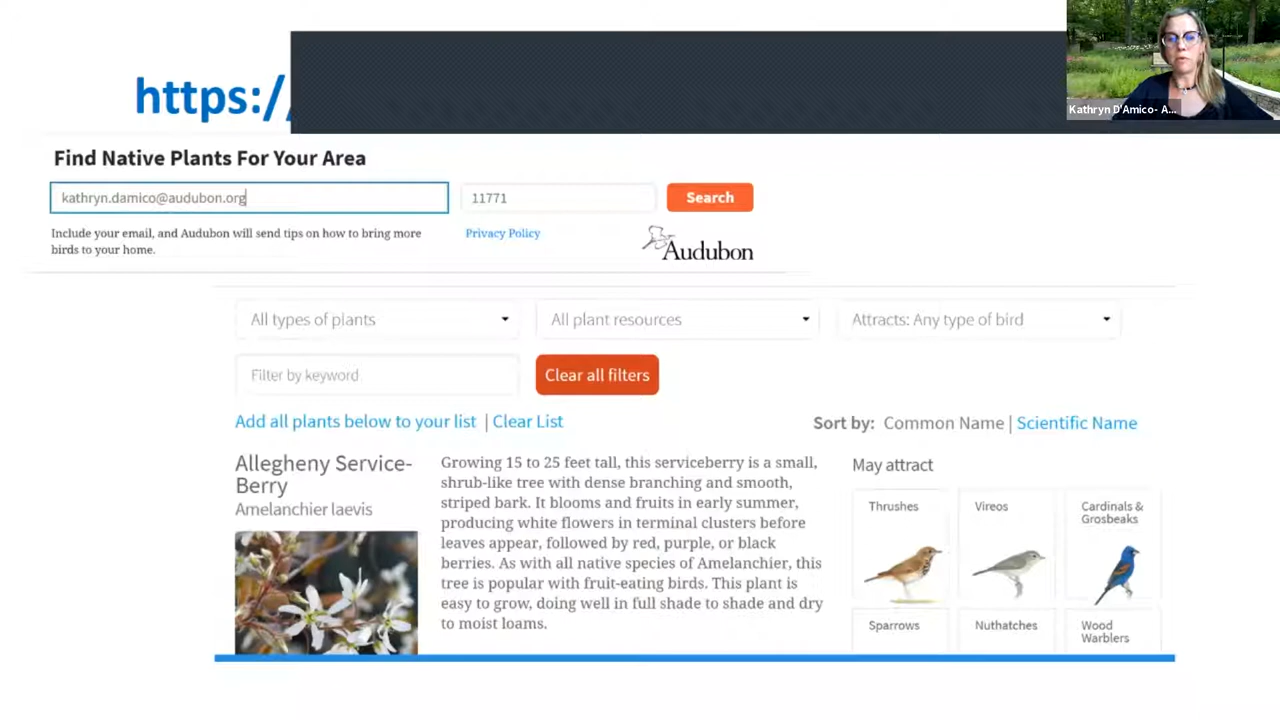 https://
Kathryn D'Amico- A...
Find Native Plants For Your Area
kathryn.damico@audubon.org
11771
Search
Include your email, and Audubon will send tips on how to bring more
birds to your home.
Privacy Policy
Audubon
All types of plants
All plant resources
Attracts: Any type of bird
Filter by keyword
Clear all filters
Add all plants below to your list | Clear List
Sort by: Common Name | Scientific Name
Allegheny Service-
Berry
Amelanchier laevis
Growing 15 to 25 feet tall, this serviceberry is a small,
shrub-like tree with dense branching and smooth,
striped bark. It blooms and fruits in early summer,
producing white flowers in terminal clusters before
leaves appear, followed by red, purple, or black
berries. As with all native species of Amelanchier, this
tree is popular with fruit-eating birds. This plant is
easy to grow, doing well in full shade to shade and dry
to moist loams.
May attract
Thrushes
Vireos
Cardinals &
Grosbeaks
Sparrows
Nuthatches
Wood
Warblers